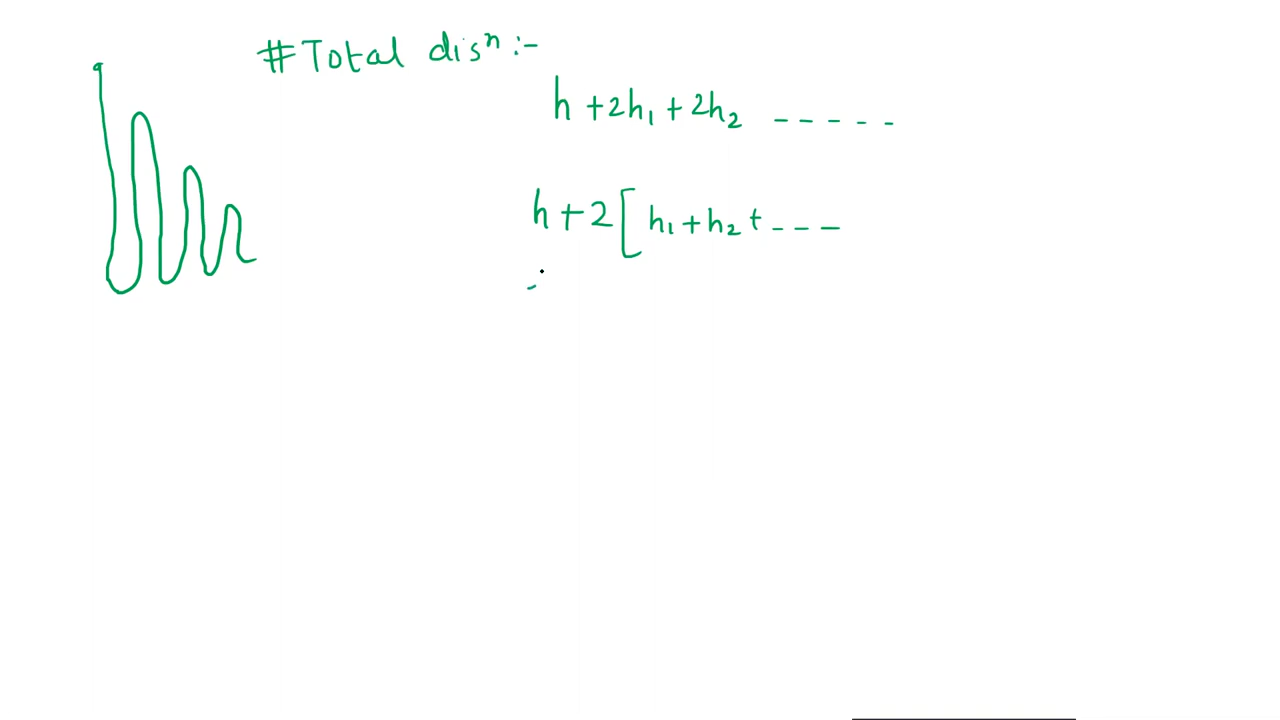 # Total disⁿ :-
h + 2h₁ + 2h₂ - - - - -
h + 2 [ h₁ + h₂ + - - -